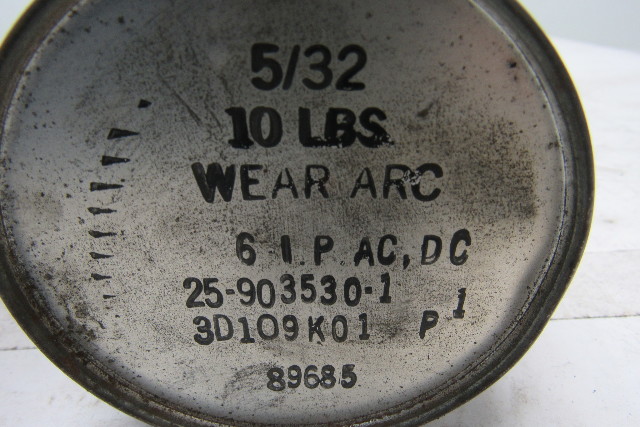 5/32
10 LBS
WEAR ARC
6 I.P. AC, DC
25-903530-1
3D109K01 P 1
89685